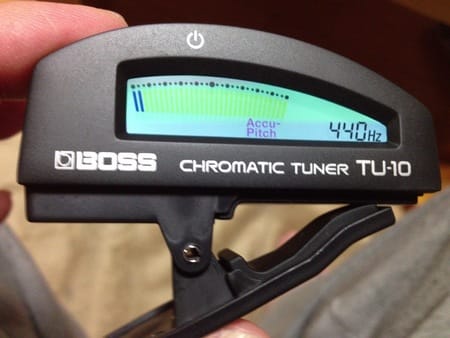 Accu-
Pitch
440Hz
BOSS CHROMATIC TUNER TU-10